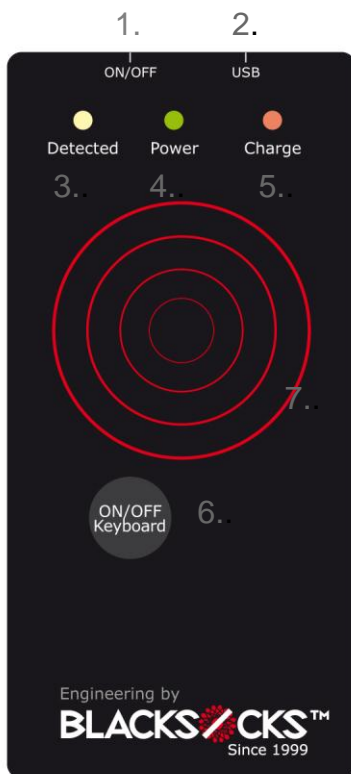 1. 2.
ON/OFF USB
Detected Power Charge
3.. 4.. 5..
7..
ON/OFF
Keyboard
6..
Engineering by
BLACKSOCKS™
Since 1999